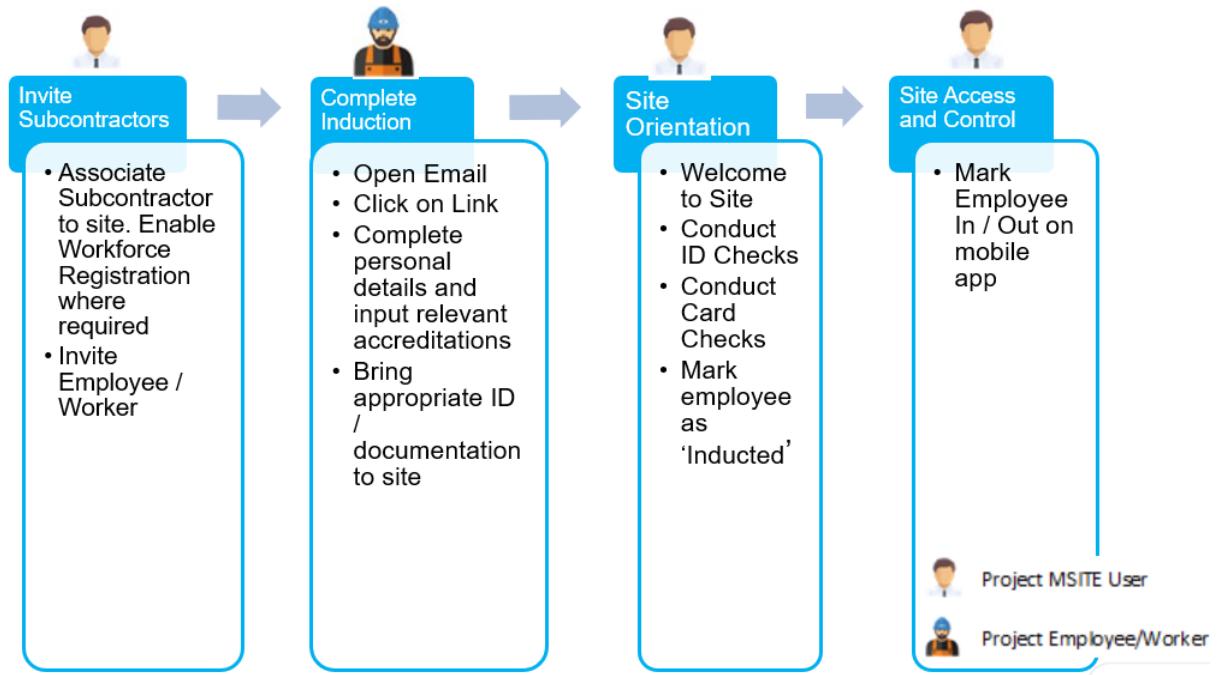 Invite
Subcontractors
• Associate
Subcontractor
to site. Enable
Workforce
Registration
where
required
• Invite
Employee /
Worker
Complete
Induction
• Open Email
• Click on Link
• Complete
personal
details and
input relevant
accreditations
• Bring
appropriate ID
/
documentation
to site
Site
Orientation
• Welcome
to Site
• Conduct
ID Checks
• Conduct
Card
Checks
• Mark
employee
as
‘Inducted’
Site Access
and Control
• Mark
Employee
In / Out on
mobile
app
Project MSITE User
Project Employee/Worker